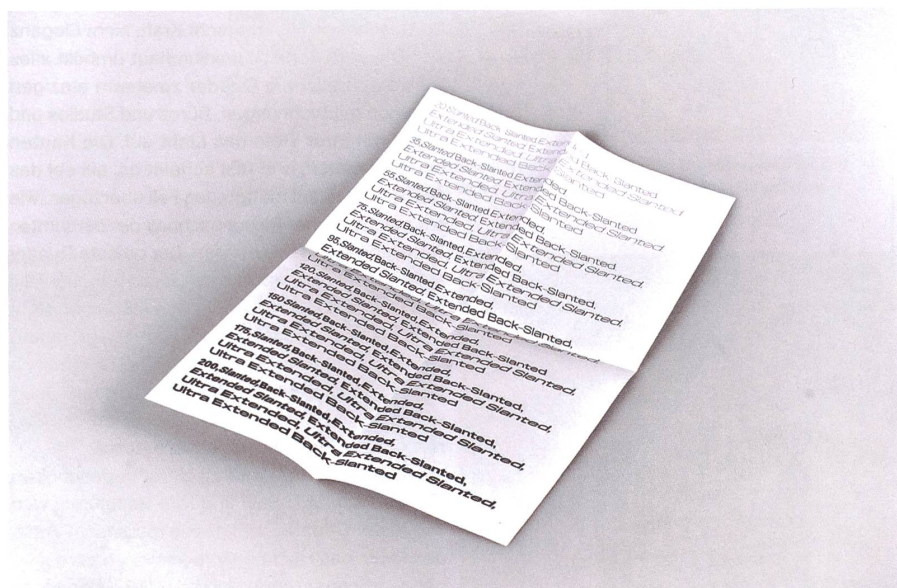 20, Slanted, Back-Slanted, Extended,
Extended Slanted, Extended Back-Slanted,
Ultra Extended, Ultra Extended Slanted,
Ultra Extended Back-Slanted
35, Slanted, Back-Slanted, Extended,
Extended Slanted, Extended Back-Slanted,
Ultra Extended, Ultra Extended Slanted,
Ultra Extended Back-Slanted
55, Slanted, Back-Slanted, Extended,
Extended Slanted, Extended Back-Slanted,
Ultra Extended, Ultra Extended Slanted,
Ultra Extended Back-Slanted
75, Slanted, Back-Slanted, Extended,
Extended Slanted, Extended Back-Slanted,
Ultra Extended, Ultra Extended Slanted,
Ultra Extended Back-Slanted
95, Slanted, Back-Slanted, Extended,
Extended Slanted, Extended Back-Slanted,
Ultra Extended, Ultra Extended Slanted,
Ultra Extended Back-Slanted
120, Slanted, Back-Slanted, Extended,
Extended Slanted, Extended Back-Slanted,
Ultra Extended, Ultra Extended Slanted,
Ultra Extended Back-Slanted
150, Slanted, Back-Slanted, Extended,
Extended Slanted, Extended Back-Slanted,
Ultra Extended, Ultra Extended Slanted,
Ultra Extended Back-Slanted
175, Slanted, Back-Slanted, Extended,
Extended Slanted, Extended Back-Slanted,
Ultra Extended, Ultra Extended Slanted,
Ultra Extended Back-Slanted
200, Slanted, Back-Slanted, Extended,
Extended Slanted, Extended Back-Slanted,
Ultra Extended, Ultra Extended Slanted,
Ultra Extended Back-Slanted